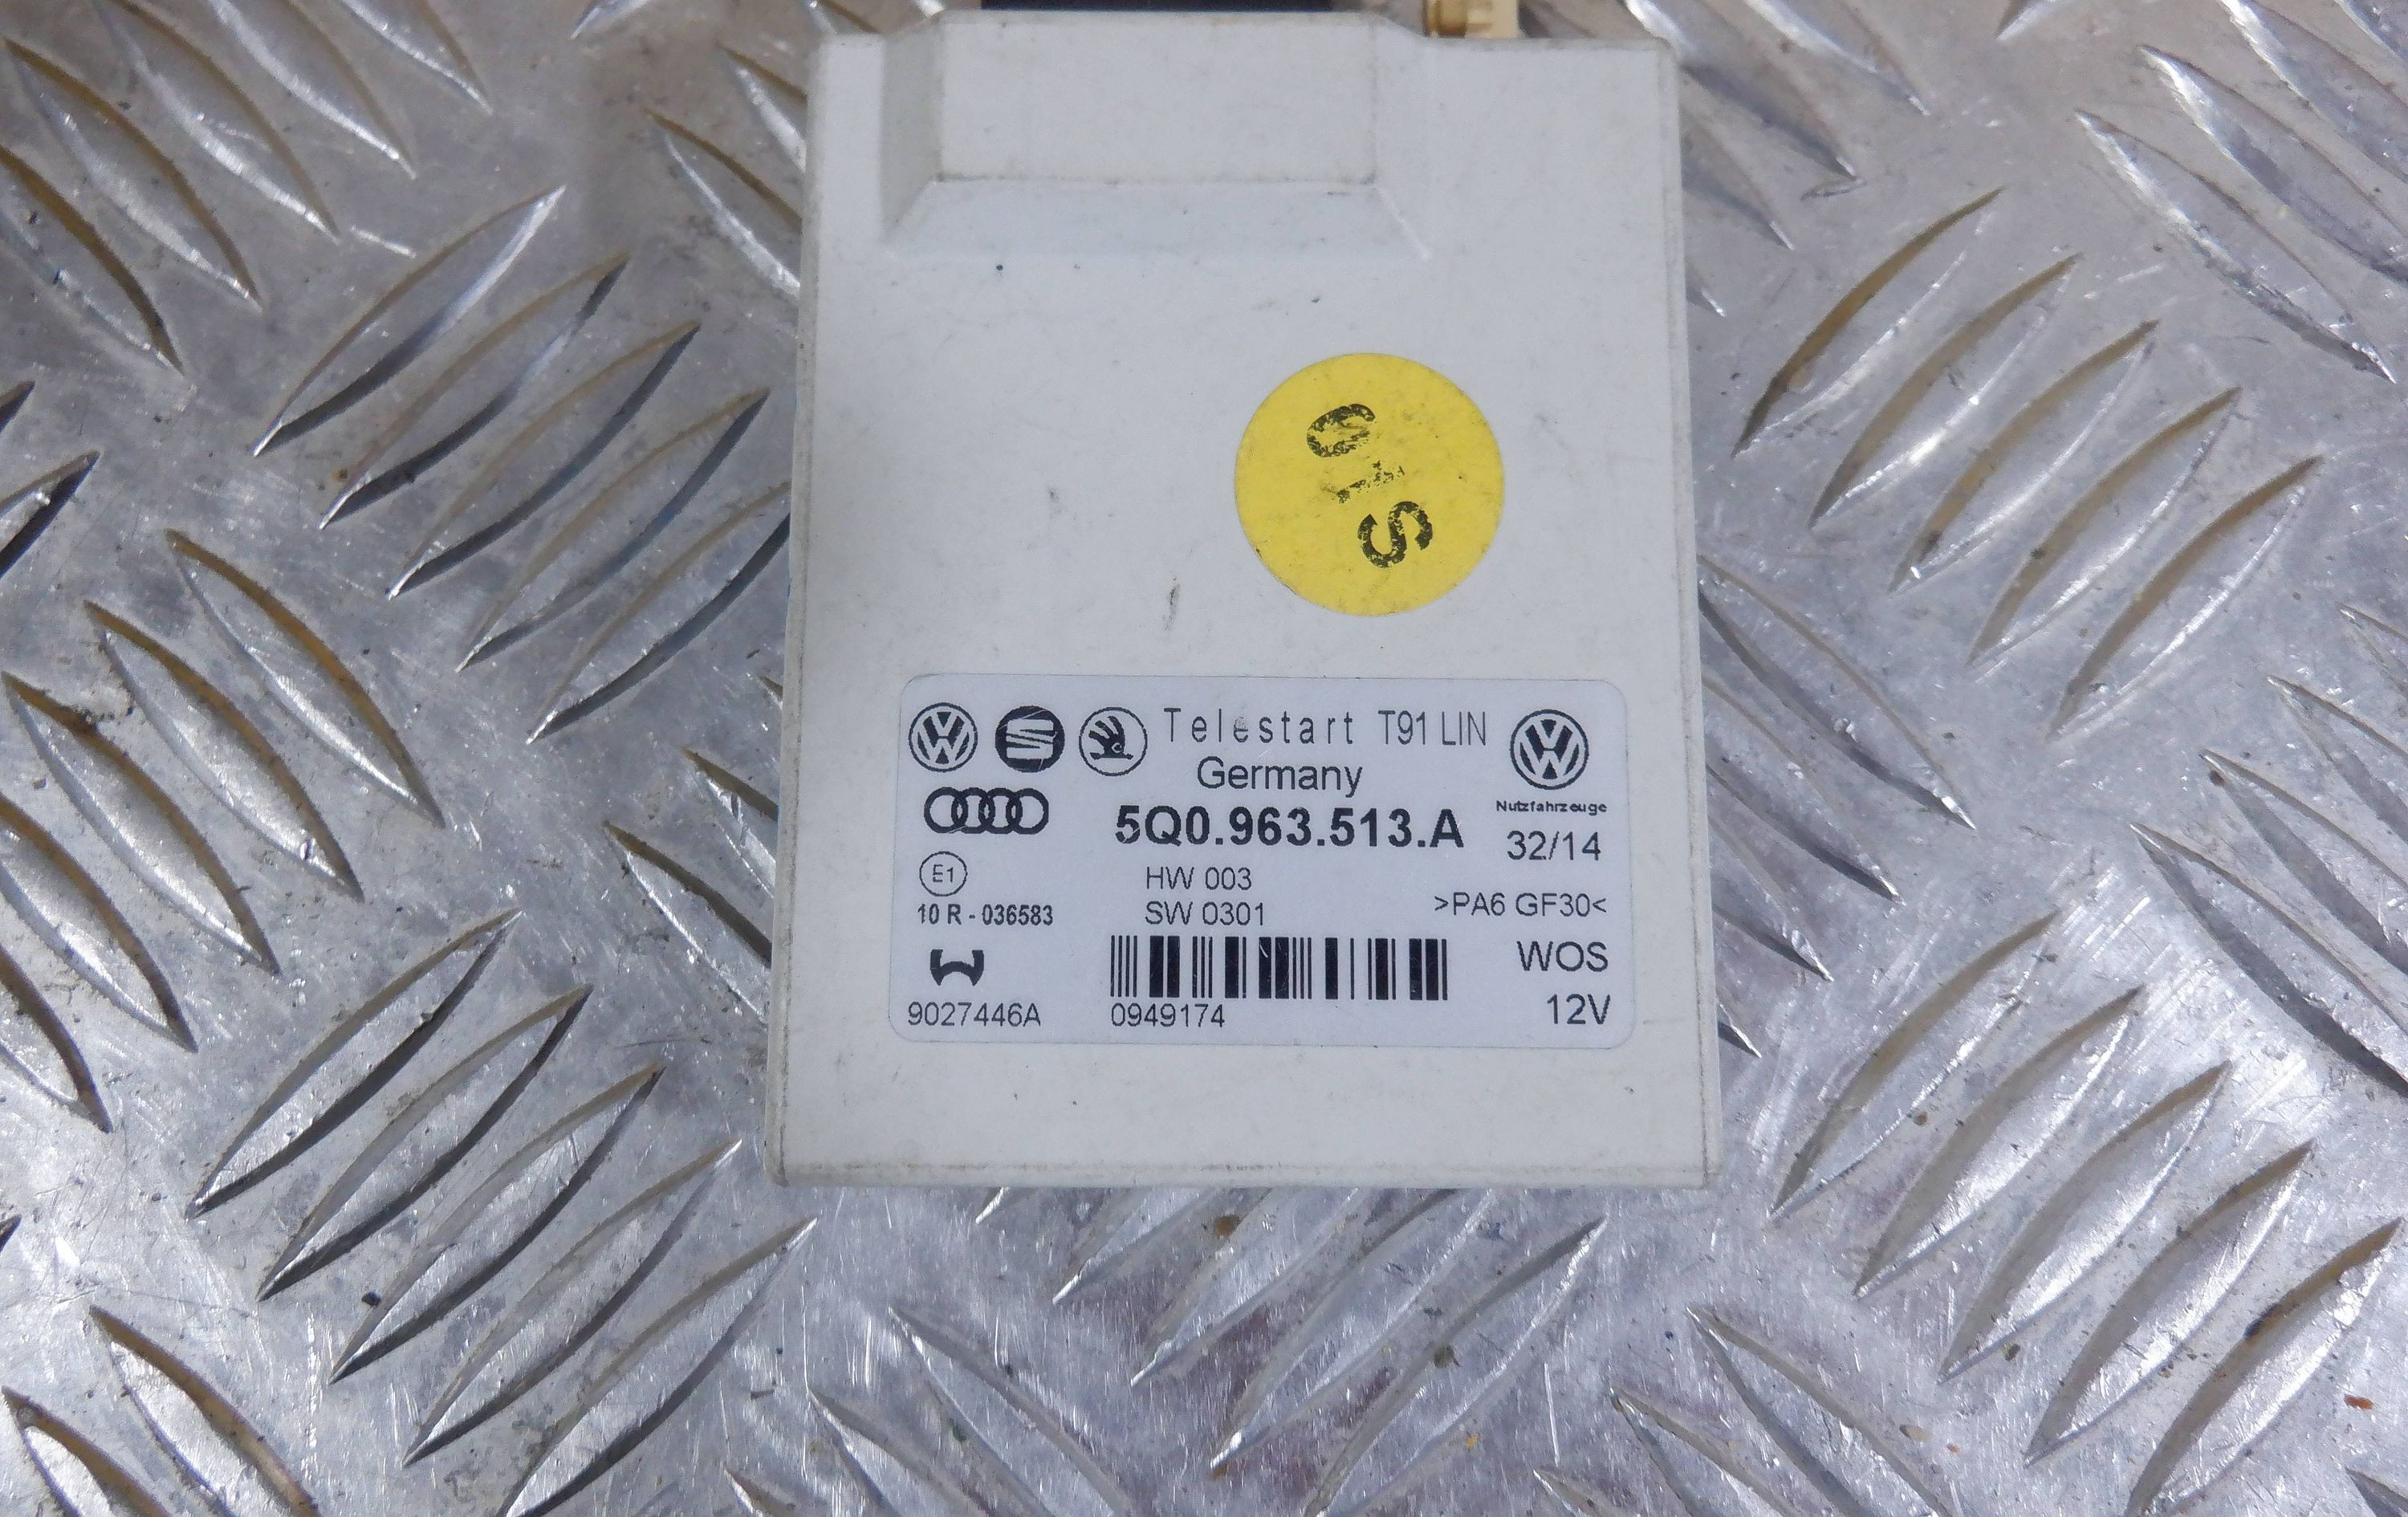 01S
Telestart T91 LIN
Germany
Nutzfahrzeuge
5Q0.963.513.A
32/14
E1
HW 003
10 R - 036583
SW 0301
>PA6 GF30<
WOS
9027446A
0949174
12V